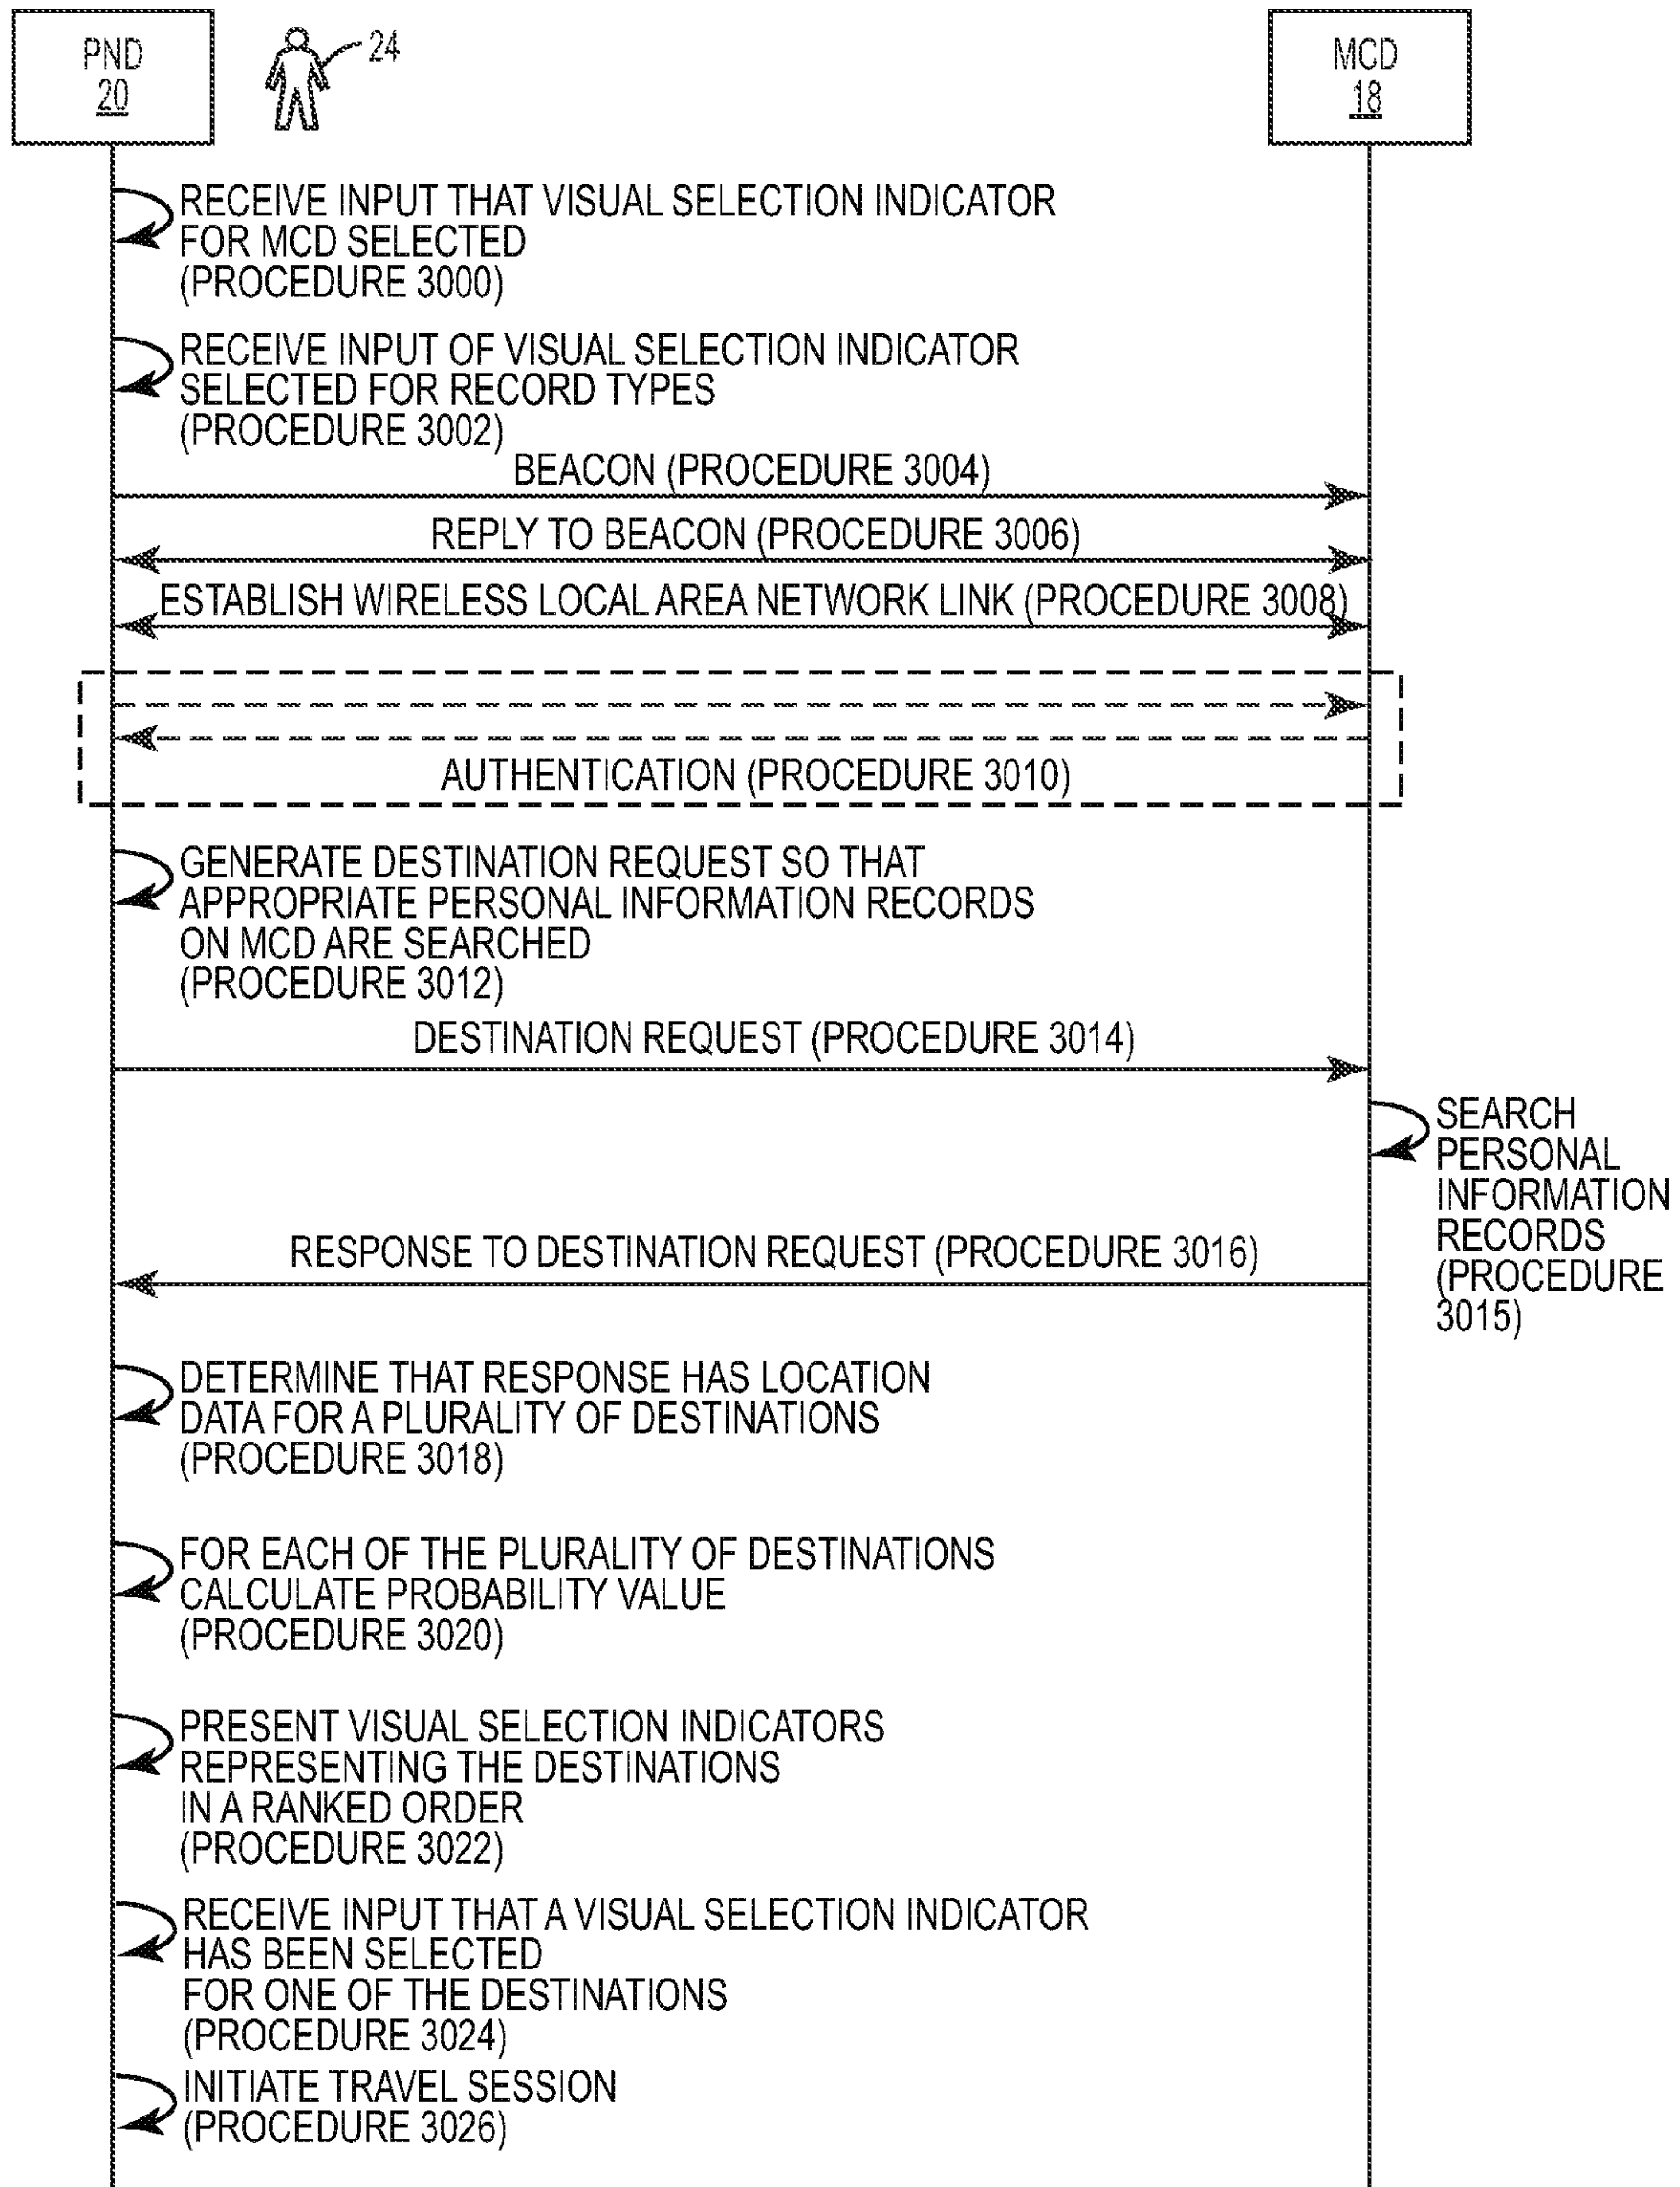 PND
20
24
MCD
18
RECEIVE INPUT THAT VISUAL SELECTION INDICATOR
FOR MCD SELECTED
(PROCEDURE 3000)
RECEIVE INPUT OF VISUAL SELECTION INDICATOR
SELECTED FOR RECORD TYPES
(PROCEDURE 3002)
BEACON (PROCEDURE 3004)
REPLY TO BEACON (PROCEDURE 3006)
ESTABLISH WIRELESS LOCAL AREA NETWORK LINK (PROCEDURE 3008)
AUTHENTICATION (PROCEDURE 3010)
GENERATE DESTINATION REQUEST SO THAT
APPROPRIATE PERSONAL INFORMATION RECORDS
ON MCD ARE SEARCHED
(PROCEDURE 3012)
DESTINATION REQUEST (PROCEDURE 3014)
SEARCH
PERSONAL
INFORMATION
RECORDS
(PROCEDURE
3015)
RESPONSE TO DESTINATION REQUEST (PROCEDURE 3016)
DETERMINE THAT RESPONSE HAS LOCATION
DATA FOR A PLURALITY OF DESTINATIONS
(PROCEDURE 3018)
FOR EACH OF THE PLURALITY OF DESTINATIONS
CALCULATE PROBABILITY VALUE
(PROCEDURE 3020)
PRESENT VISUAL SELECTION INDICATORS
REPRESENTING THE DESTINATIONS
IN A RANKED ORDER
(PROCEDURE 3022)
RECEIVE INPUT THAT A VISUAL SELECTION INDICATOR
HAS BEEN SELECTED
FOR ONE OF THE DESTINATIONS
(PROCEDURE 3024)
INITIATE TRAVEL SESSION
(PROCEDURE 3026)